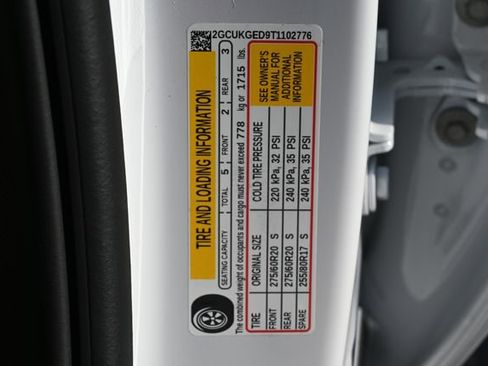 2GCUKGED9T1102776
TIRE AND LOADING INFORMATION
SEATING CAPACITY TOTAL 5 FRONT 2 REAR 3
The combined weight of occupants and cargo must never exceed 778 kg or 1715 lbs.
TIRE ORIGINAL SIZE COLD TIRE PRESSURE
FRONT 275/60R20 S 220 kPa, 32 PSI
REAR 275/60R20 S 240 kPa, 35 PSI
SPARE 255/80R17 S 240 kPa, 35 PSI
SEE OWNER'S
MANUAL FOR
ADDITIONAL
INFORMATION